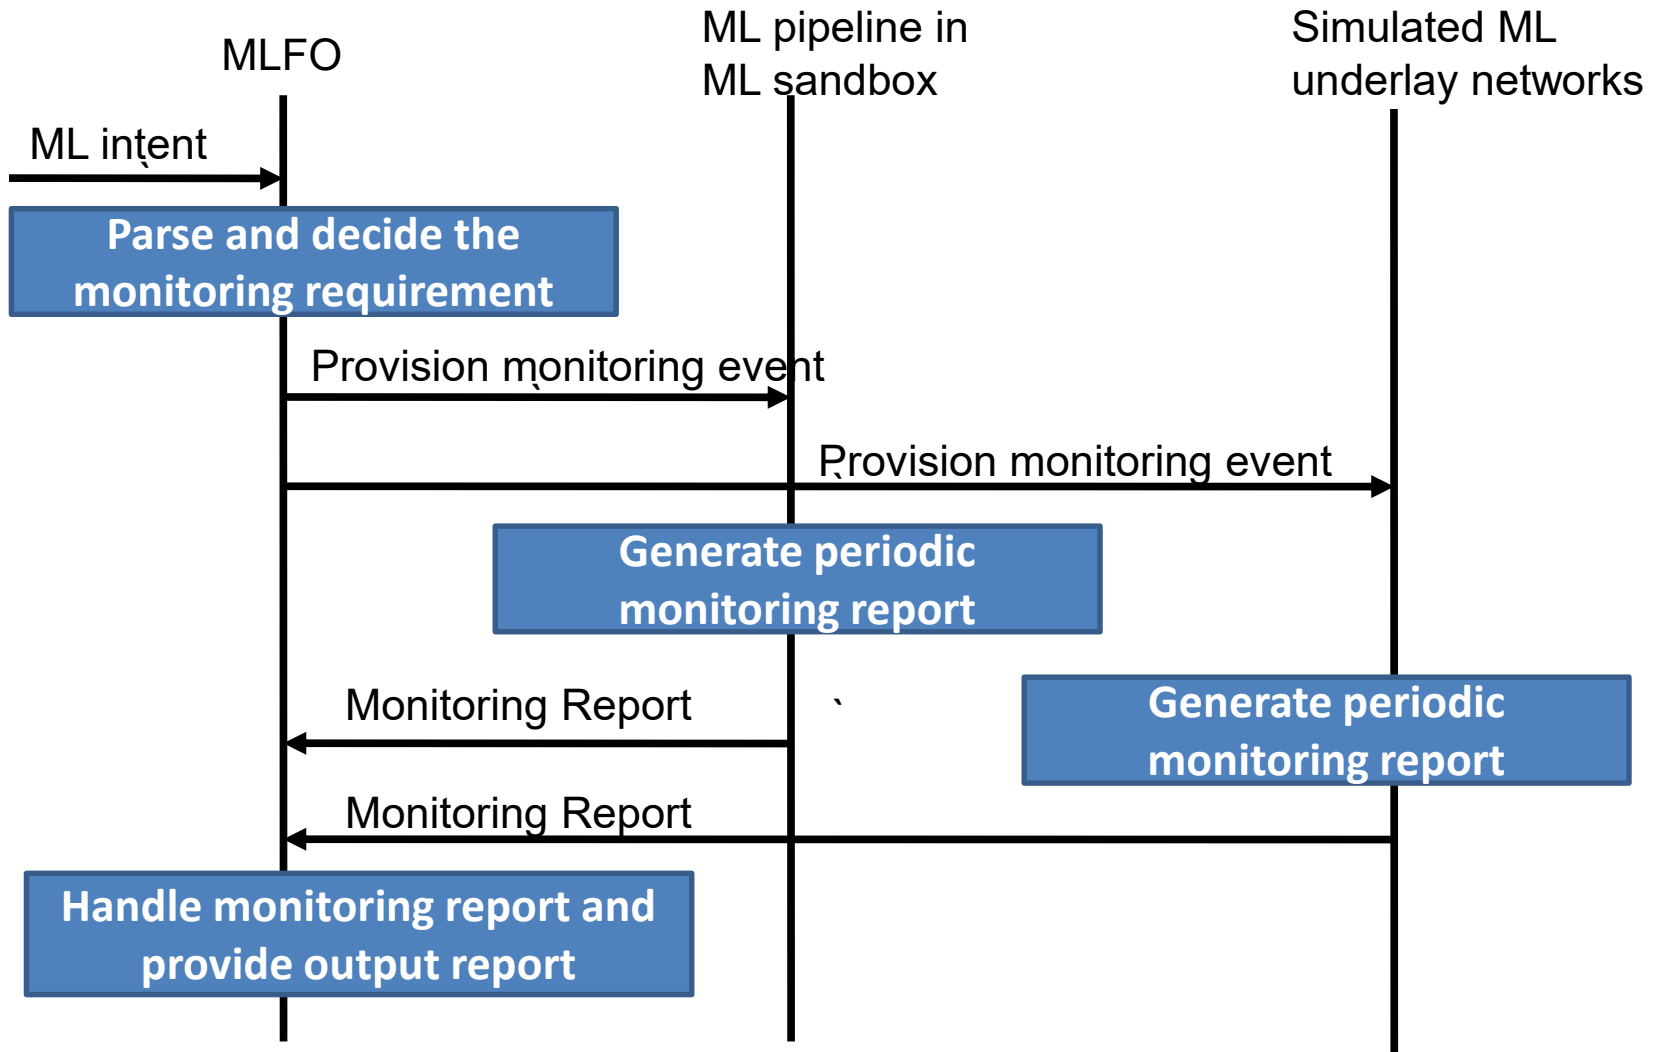 MLFO
ML pipeline in
ML sandbox
Simulated ML
underlay networks
ML intent
`
Parse and decide the
monitoring requirement
Provision monitoring event
`
Provision monitoring event
`
Generate periodic
monitoring report
Monitoring Report
`
Generate periodic
monitoring report
Monitoring Report
Handle monitoring report and
provide output report